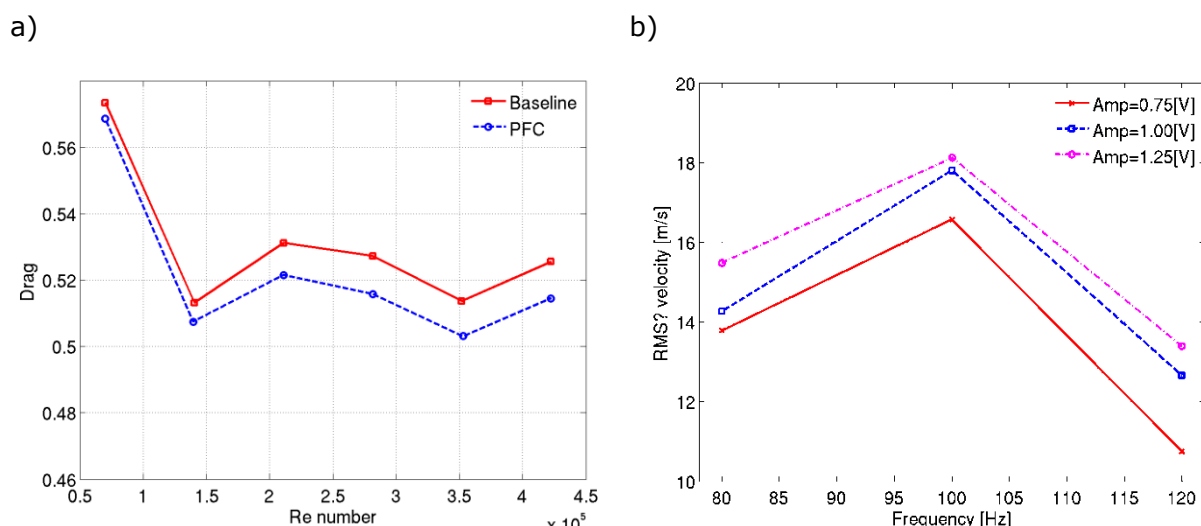 a)
b)
Baseline
PFC
0.56
0.54
0.52
0.5
0.48
0.46
Drag
0.5 1 1.5 2 2.5 3 3.5 4 4.5
Re number
x 10^5
Amp=0.75[V]
Amp=1.00[V]
Amp=1.25[V]
20
18
16
14
12
10
RMS? velocity [m/s]
80 85 90 95 100 105 110 115 120
Frequency [Hz]